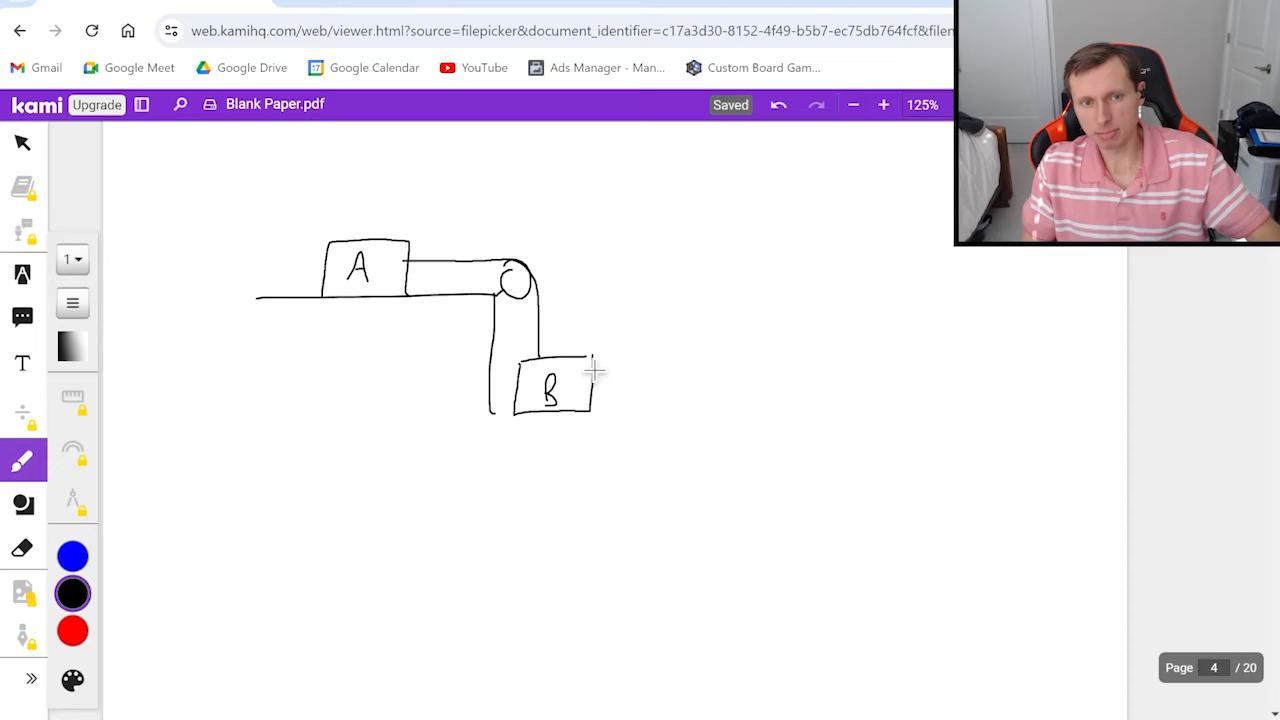 www.kamihq.com/web/viewer.html?source=filepicker&document_identifier=c17a3d30-8152-4f49-b5b7-ec75db764fcf&filen
Gmail Google Meet Google Drive 17 Google Calendar YouTube Ads Manager - Man... Custom Board Gam...
kami Upgrade Blank Paper.pdf Saved 125%
A
T
1
A
B
Page 4 / 20